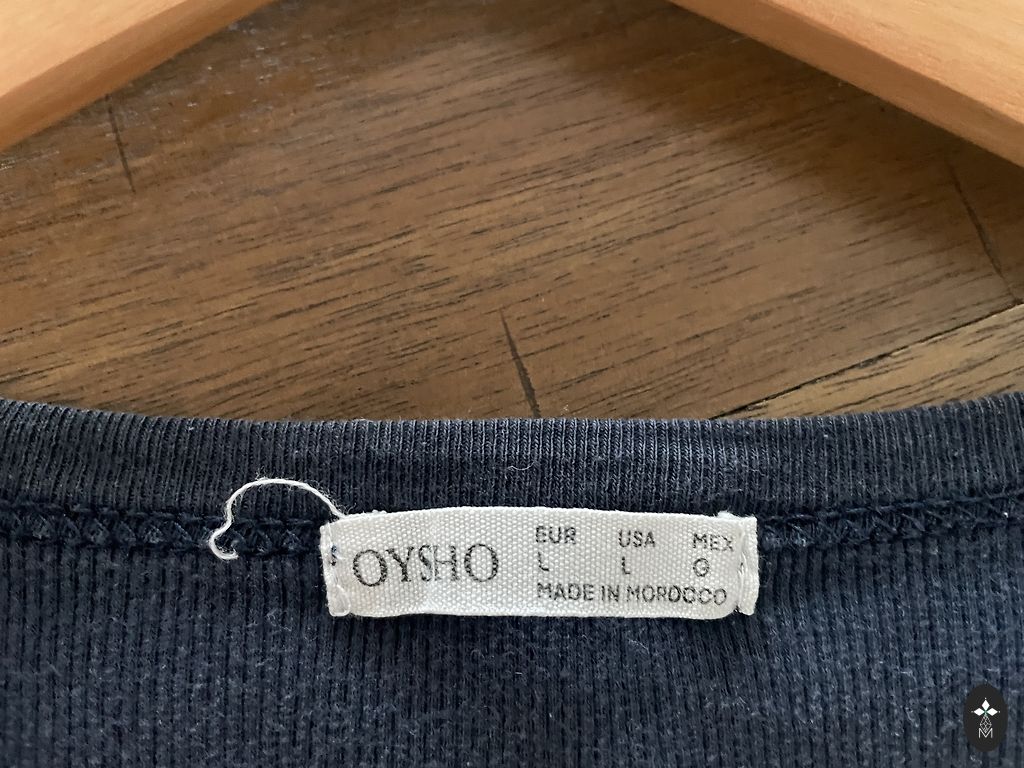 OYSHO
EUR USA MEX
L L G
MADE IN MOROCCO
M